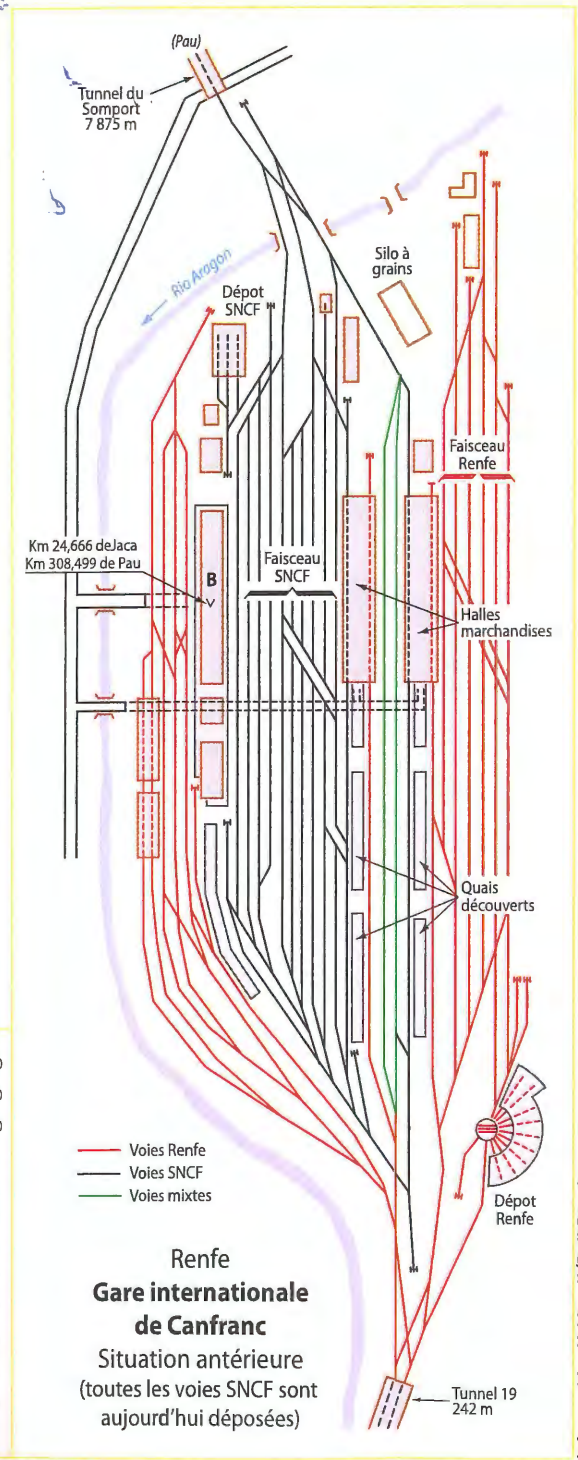 (Pau)
Tunnel du
Somport
7 875 m
Rio Aragon
Silo à
grains
Dépot
SNCF
Faisceau
Renfe
Km 24,666 deJaca
Km 308,499 de Pau
B
Faisceau
SNCF
Halles
marchandises
Quais
découverts
Voies Renfe
Voies SNCF
Voies mixtes
Dépot
Renfe
Renfe
Gare internationale
de Canfranc
Situation antérieure
(toutes les voies SNCF sont
aujourd'hui déposées)
Tunnel 19
242 m